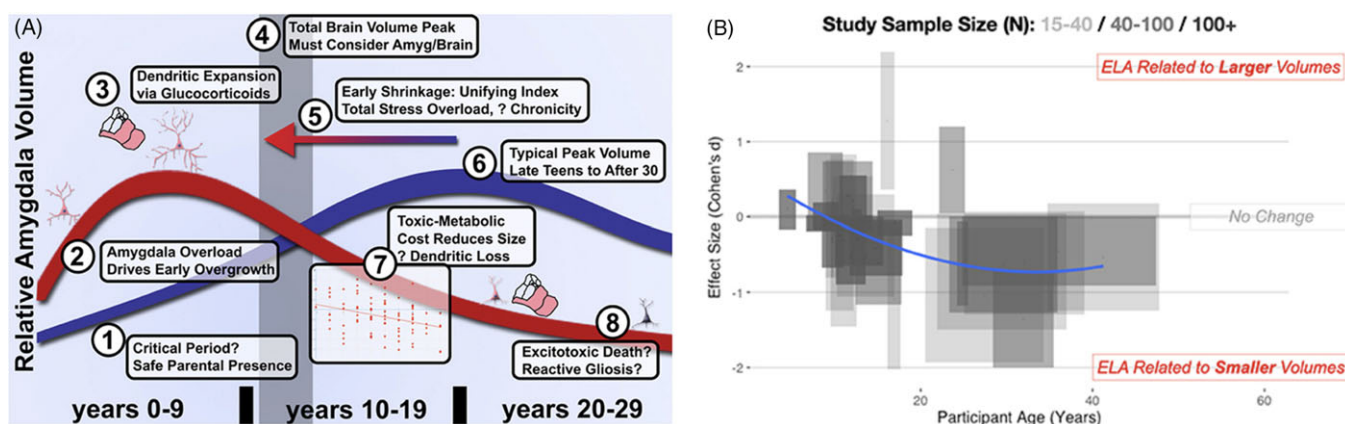 (A)
Relative Amygdala Volume
4
Total Brain Volume Peak
Must Consider Amyg/Brain
3
Dendritic Expansion
via Glucocorticoids
5
Early Shrinkage: Unifying Index
Total Stress Overload, ? Chronicity
6
Typical Peak Volume
Late Teens to After 30
2
Amygdala Overload
Drives Early Overgrowth
7
Toxic-Metabolic
Cost Reduces Size
? Dendritic Loss
1
Critical Period?
Safe Parental Presence
8
Excitotoxic Death?
Reactive Gliosis?
years 0-9
years 10-19
years 20-29
(B)
Study Sample Size (N): 15-40 / 40-100 / 100+
Effect Size (Cohen's d)
2
1
0
-1
-2
ELA Related to Larger Volumes
No Change
ELA Related to Smaller Volumes
20
40
60
Participant Age (Years)